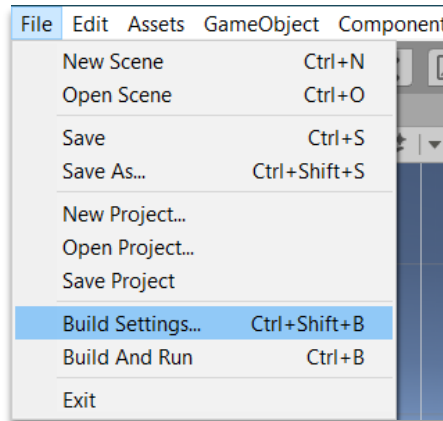 File Edit Assets GameObject Component
New Scene Ctrl+N
Open Scene Ctrl+O
Save Ctrl+S
Save As... Ctrl+Shift+S
New Project...
Open Project...
Save Project
Build Settings... Ctrl+Shift+B
Build And Run Ctrl+B
Exit